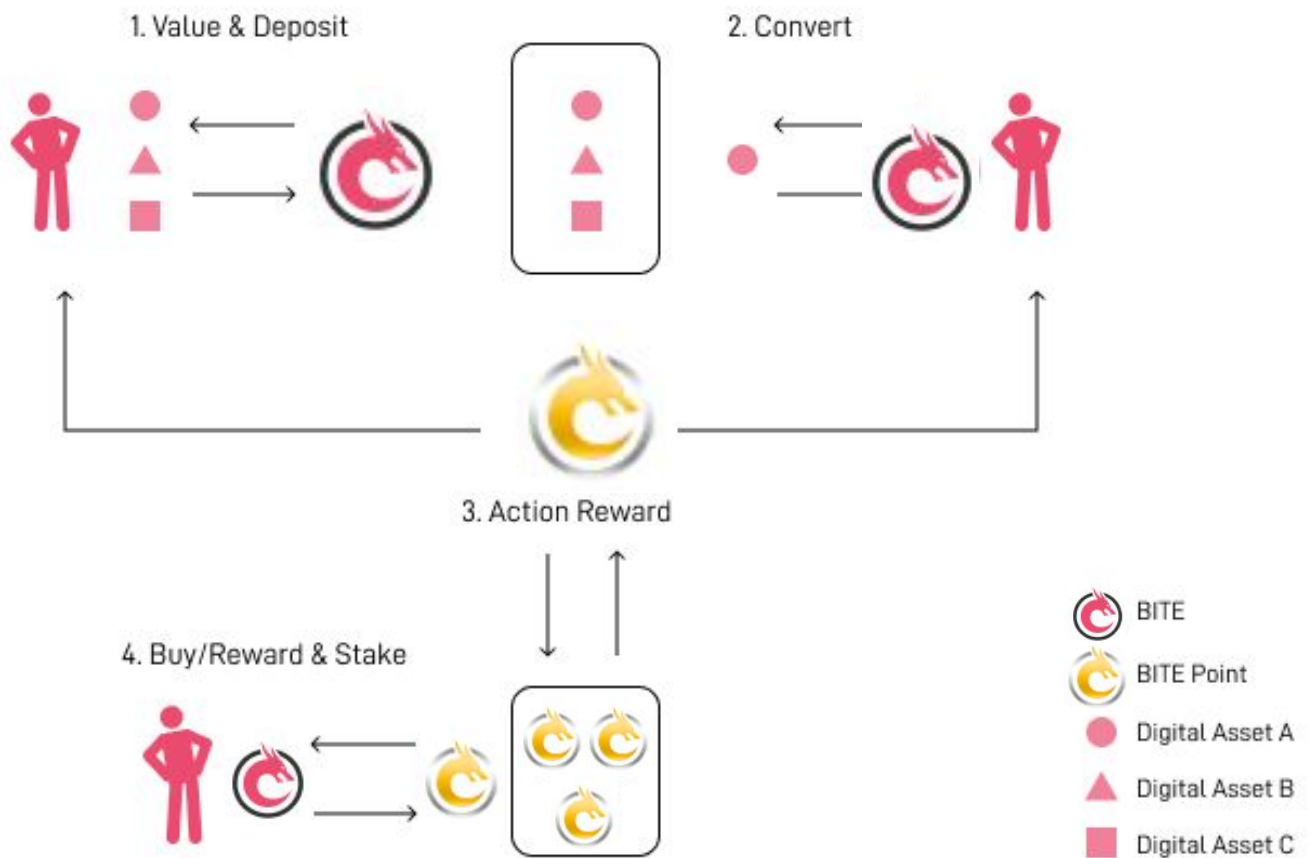 1. Value & Deposit
2. Convert
3. Action Reward
4. Buy/Reward & Stake
BITE
BITE Point
Digital Asset A
Digital Asset B
Digital Asset C